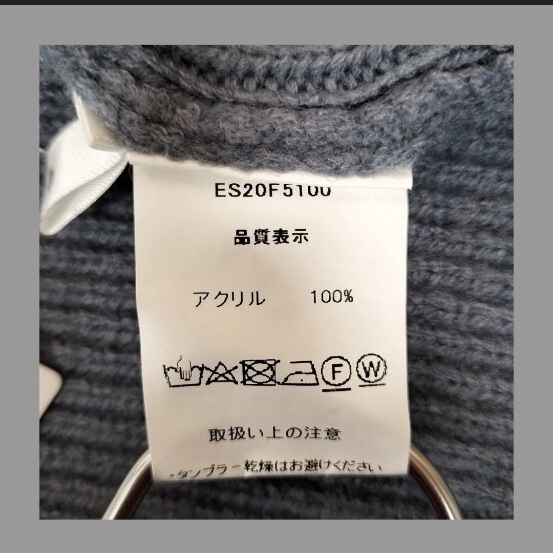 ES20F5100
品質表示
アクリル 100%
F W
取扱い上の注意
・タンブラー乾燥はお避けください